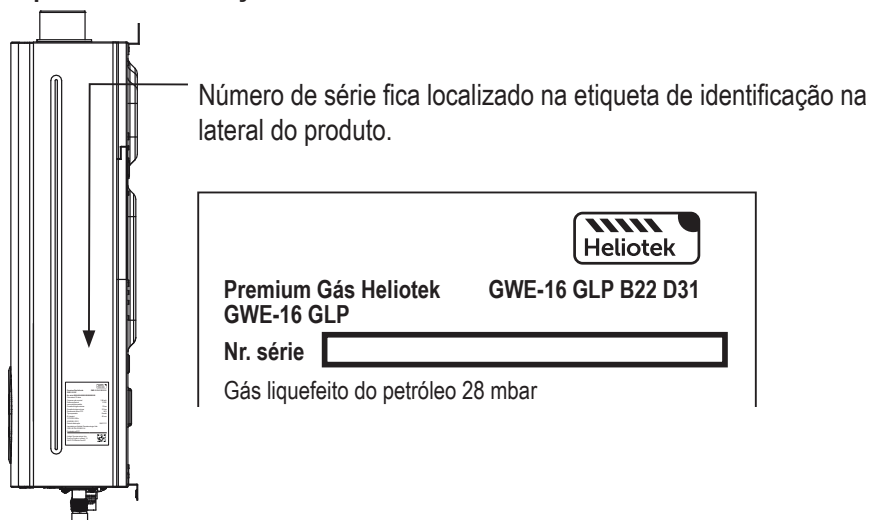 Número de série fica localizado na etiqueta de identificação na
lateral do produto.
Heliotek
Premium Gás Heliotek GWE-16 GLP B22 D31
GWE-16 GLP
Nr. série
Gás liquefeito do petróleo 28 mbar